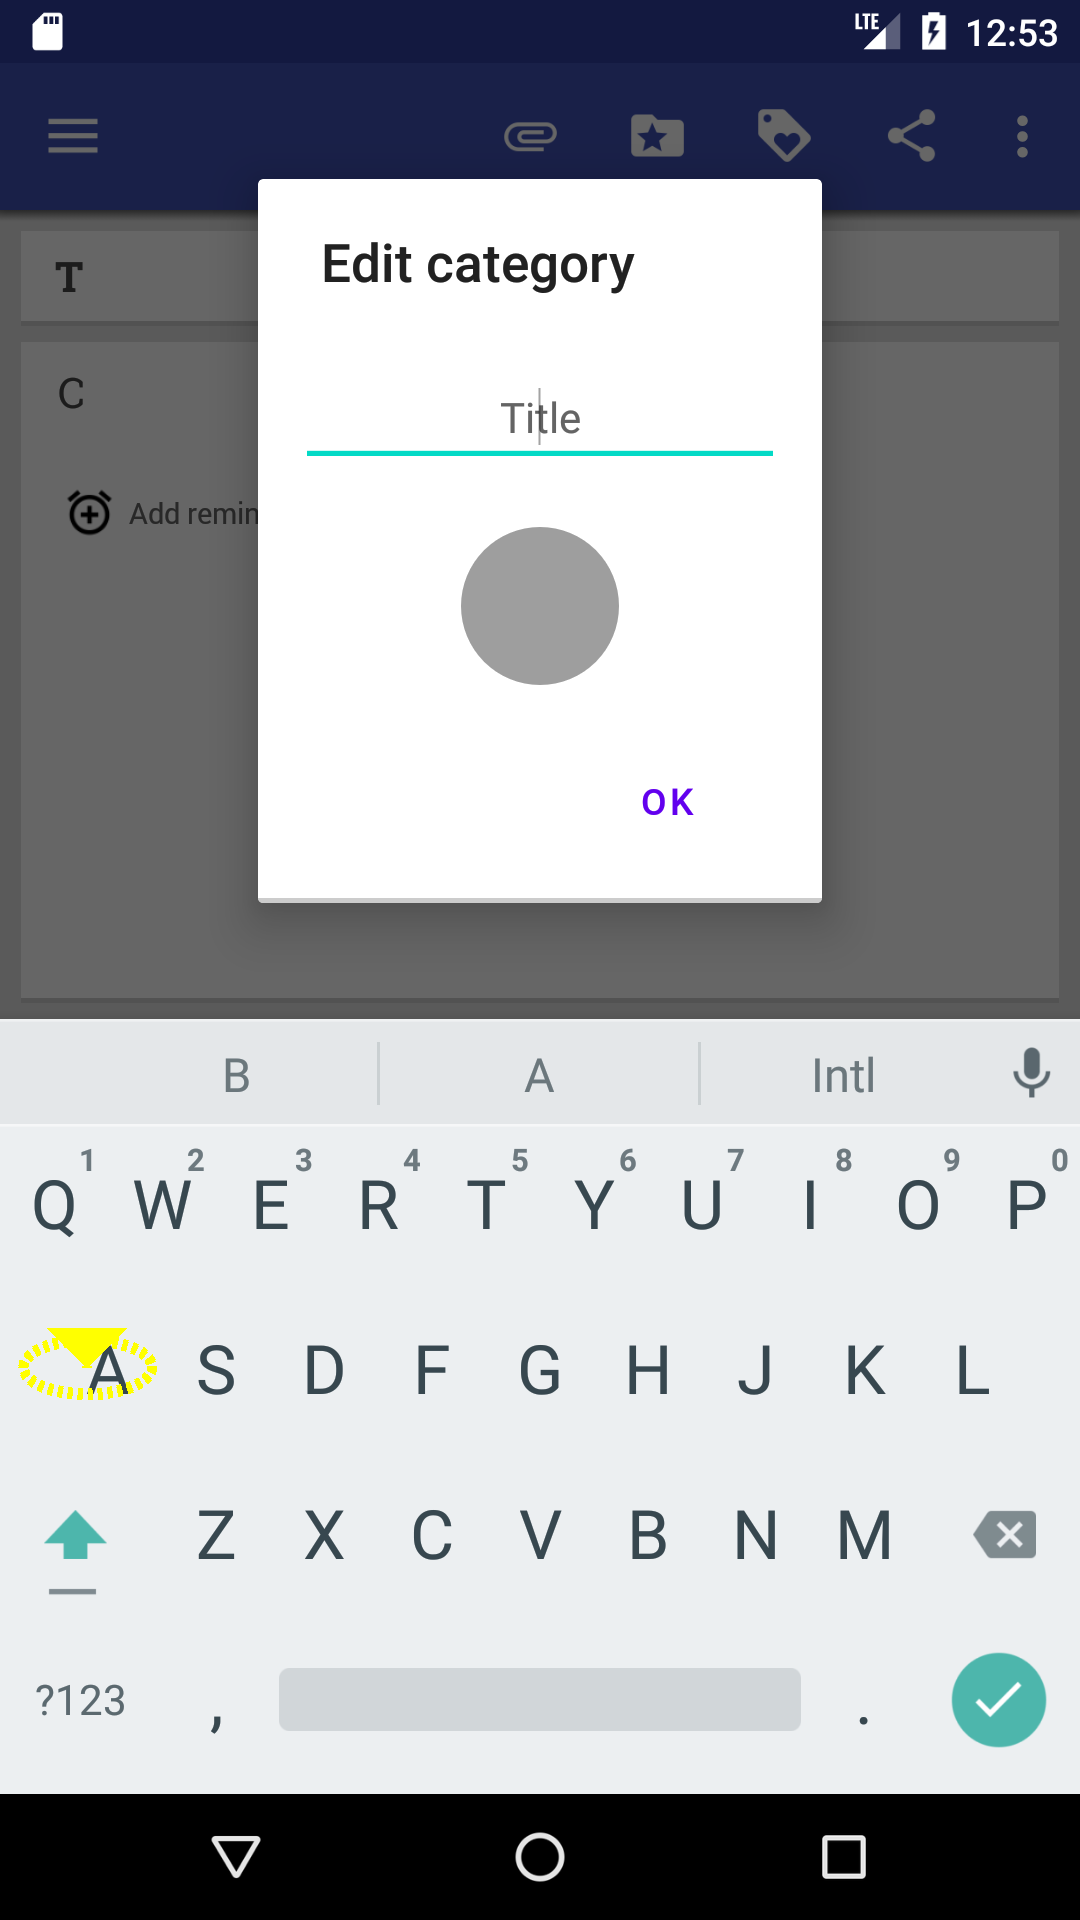 LTE 12:53
Edit category
T
Title
C
Add remin
OK
B A Intl
1 2 3 4 5 6 7 8 9 0
Q W E R T Y U I O P
A S D F G H J K L
Z X C V B N M
?123 , .